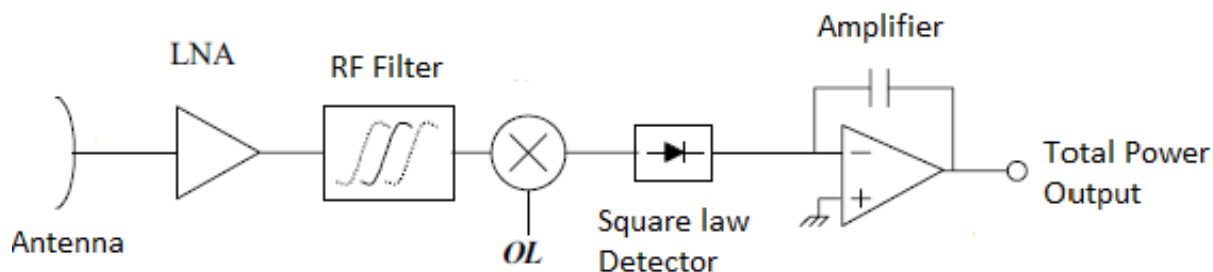 Amplifier
LNA
RF Filter
−
+
Total Power
Output
Antenna
OL
Square law
Detector